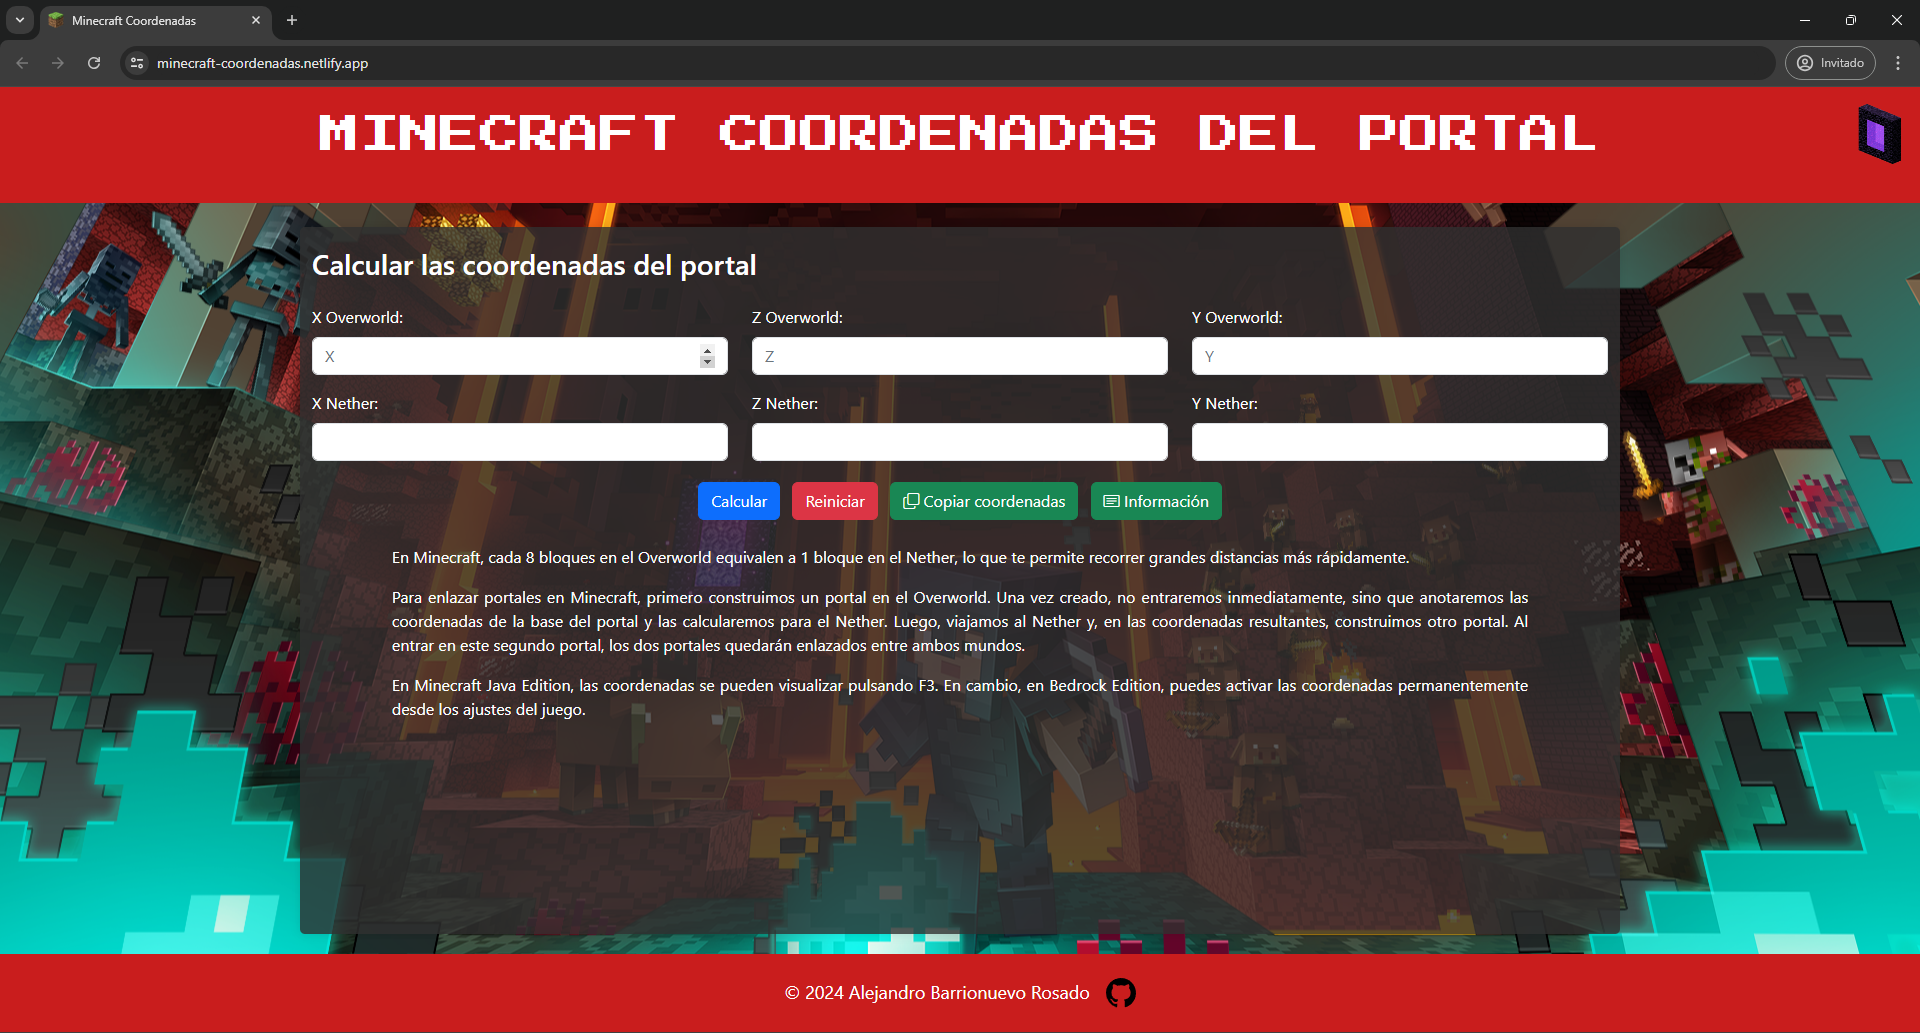 Minecraft Coordenadas
minecraft-coordenadas.netlify.app
Invitado
MINECRAFT COORDENADAS DEL PORTAL
Calcular las coordenadas del portal
X Overworld:
Z Overworld:
Y Overworld:
X
Z
Y
X Nether:
Z Nether:
Y Nether:
Calcular
Reiniciar
Copiar coordenadas
Información
En Minecraft, cada 8 bloques en el Overworld equivalen a 1 bloque en el Nether, lo que te permite recorrer grandes distancias más rápidamente.
Para enlazar portales en Minecraft, primero construimos un portal en el Overworld. Una vez creado, no entraremos inmediatamente, sino que anotaremos las
coordenadas de la base del portal y las calcularemos para el Nether. Luego, viajamos al Nether y, en las coordenadas resultantes, construimos otro portal. Al
entrar en este segundo portal, los dos portales quedarán enlazados entre ambos mundos.
En Minecraft Java Edition, las coordenadas se pueden visualizar pulsando F3. En cambio, en Bedrock Edition, puedes activar las coordenadas permanentemente
desde los ajustes del juego.
© 2024 Alejandro Barrionuevo Rosado